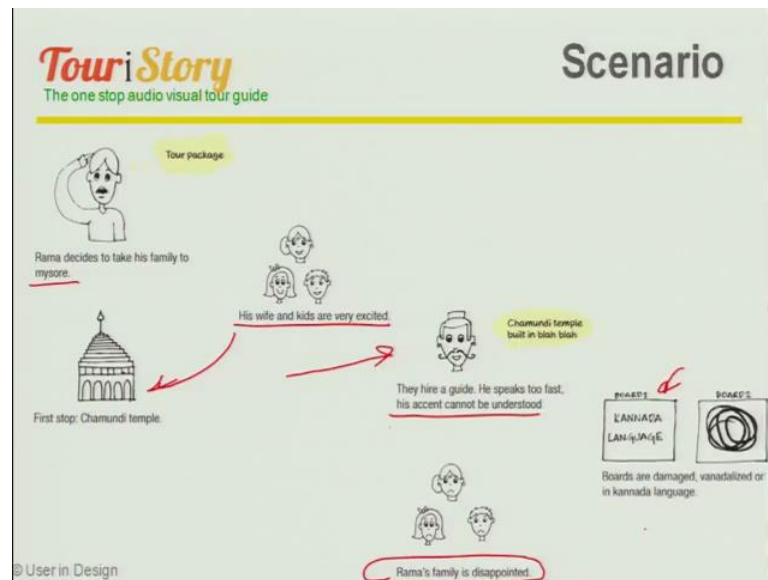 TouriStory
The one stop audio visual tour guide
Scenario
Tour package
Rama decides to take his family to
mysore.
His wife and kids are very excited.
First stop: Chamundi temple.
Chamundi temple
built in blah blah
They hire a guide. He speaks too fast,
his accent cannot be understood
BOARD1
KANNADA
LANGUAGE
BOARD2
Boards are damaged, vanadalized or
in kannada language.
Rama's family is disappointed.
© User in Design